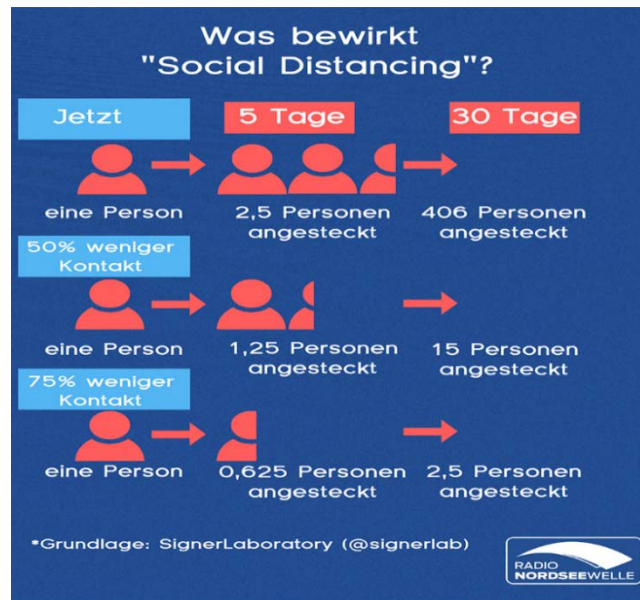 Was bewirkt
"Social Distancing"?
Jetzt
5 Tage
30 Tage
eine Person
2,5 Personen
angesteckt
406 Personen
angesteckt
50% weniger
Kontakt
eine Person
1,25 Personen
angesteckt
15 Personen
angesteckt
75% weniger
Kontakt
eine Person
0,625 Personen
angesteckt
2,5 Personen
angesteckt
*Grundlage: SignerLaboratory (@signerlab)
RADIO
NORDSEEWELLE